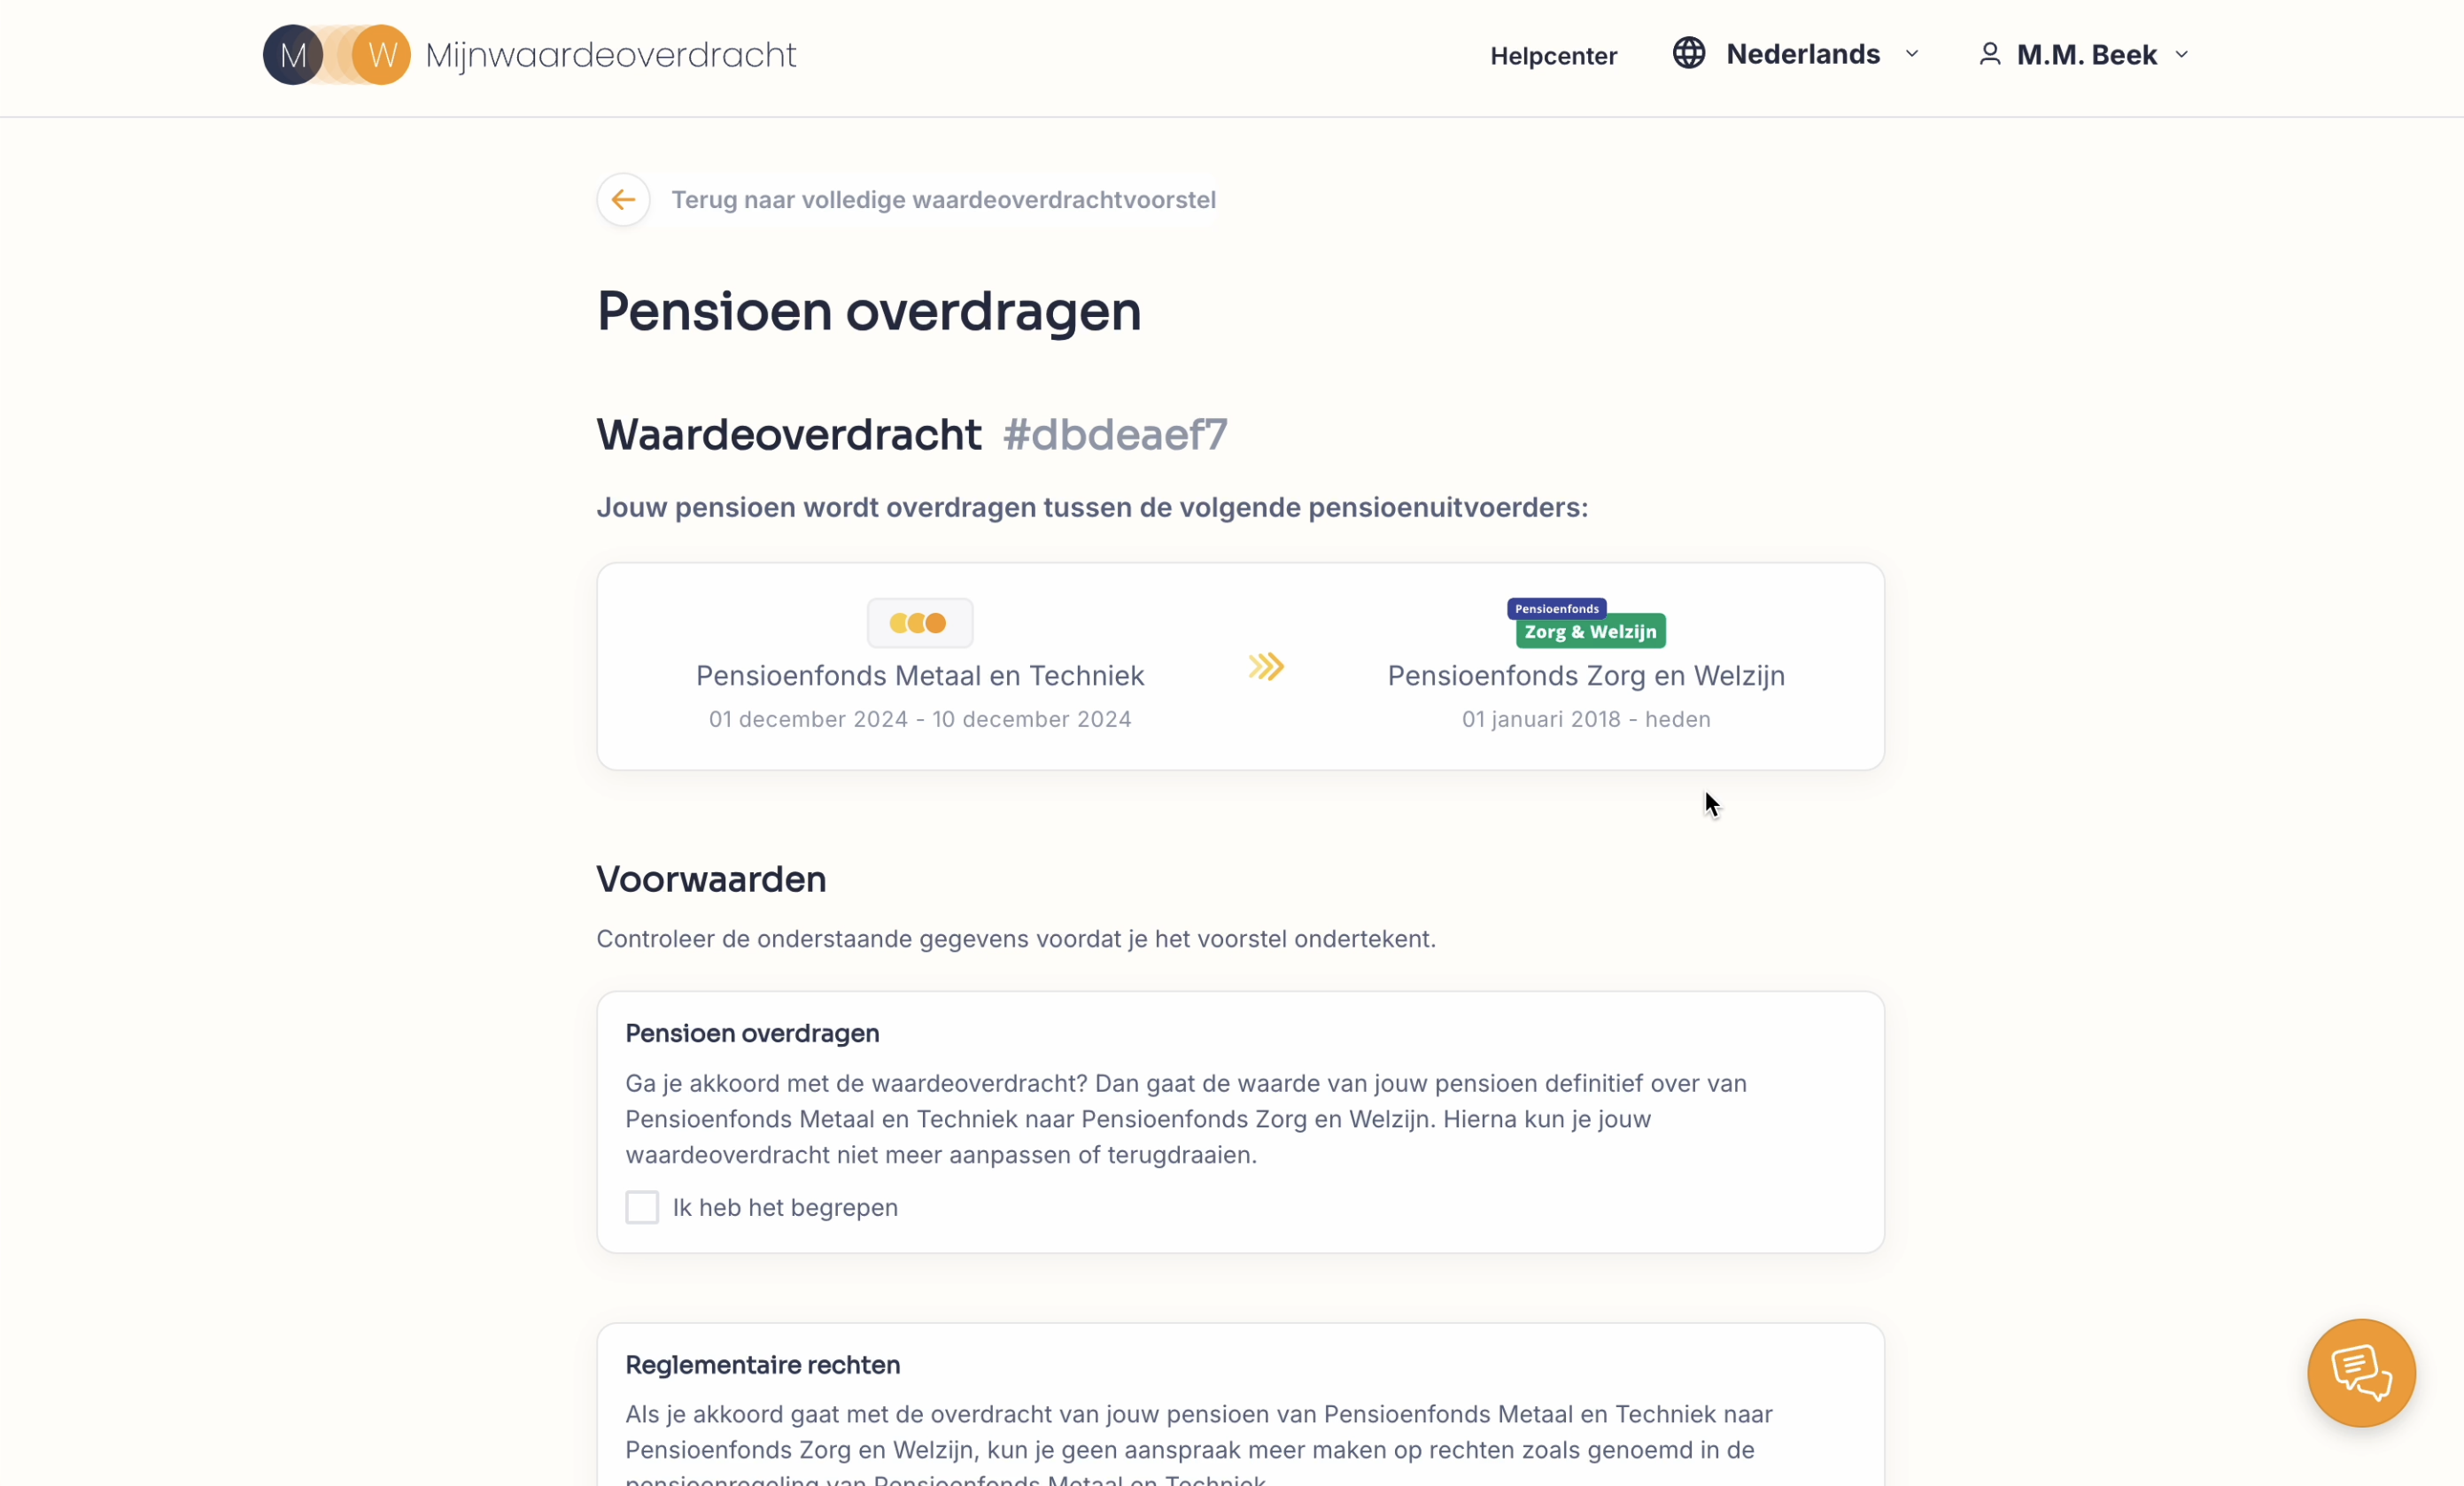 M W Mijnwaardeoverdracht
Helpcenter
Nederlands
M.M. Beek
Terug naar volledige waardeoverdrachtvoorstel
Pensioen overdragen
Waardeoverdracht #dbdeaef7
Jouw pensioen wordt overdragen tussen de volgende pensioenuitvoerders:
Pensioenfonds Metaal en Techniek
01 december 2024 - 10 december 2024
Pensioenfonds
Zorg & Welzijn
Pensioenfonds Zorg en Welzijn
01 januari 2018 - heden
Voorwaarden
Controleer de onderstaande gegevens voordat je het voorstel ondertekent.
Pensioen overdragen
Ga je akkoord met de waardeoverdracht? Dan gaat de waarde van jouw pensioen definitief over van
Pensioenfonds Metaal en Techniek naar Pensioenfonds Zorg en Welzijn. Hierna kun je jouw
waardeoverdracht niet meer aanpassen of terugdraaien.
Ik heb het begrepen
Reglementaire rechten
Als je akkoord gaat met de overdracht van jouw pensioen van Pensioenfonds Metaal en Techniek naar
Pensioenfonds Zorg en Welzijn, kun je geen aanspraak meer maken op rechten zoals genoemd in de
pensioenregeling van Pensioenfonds Metaal en Techniek.